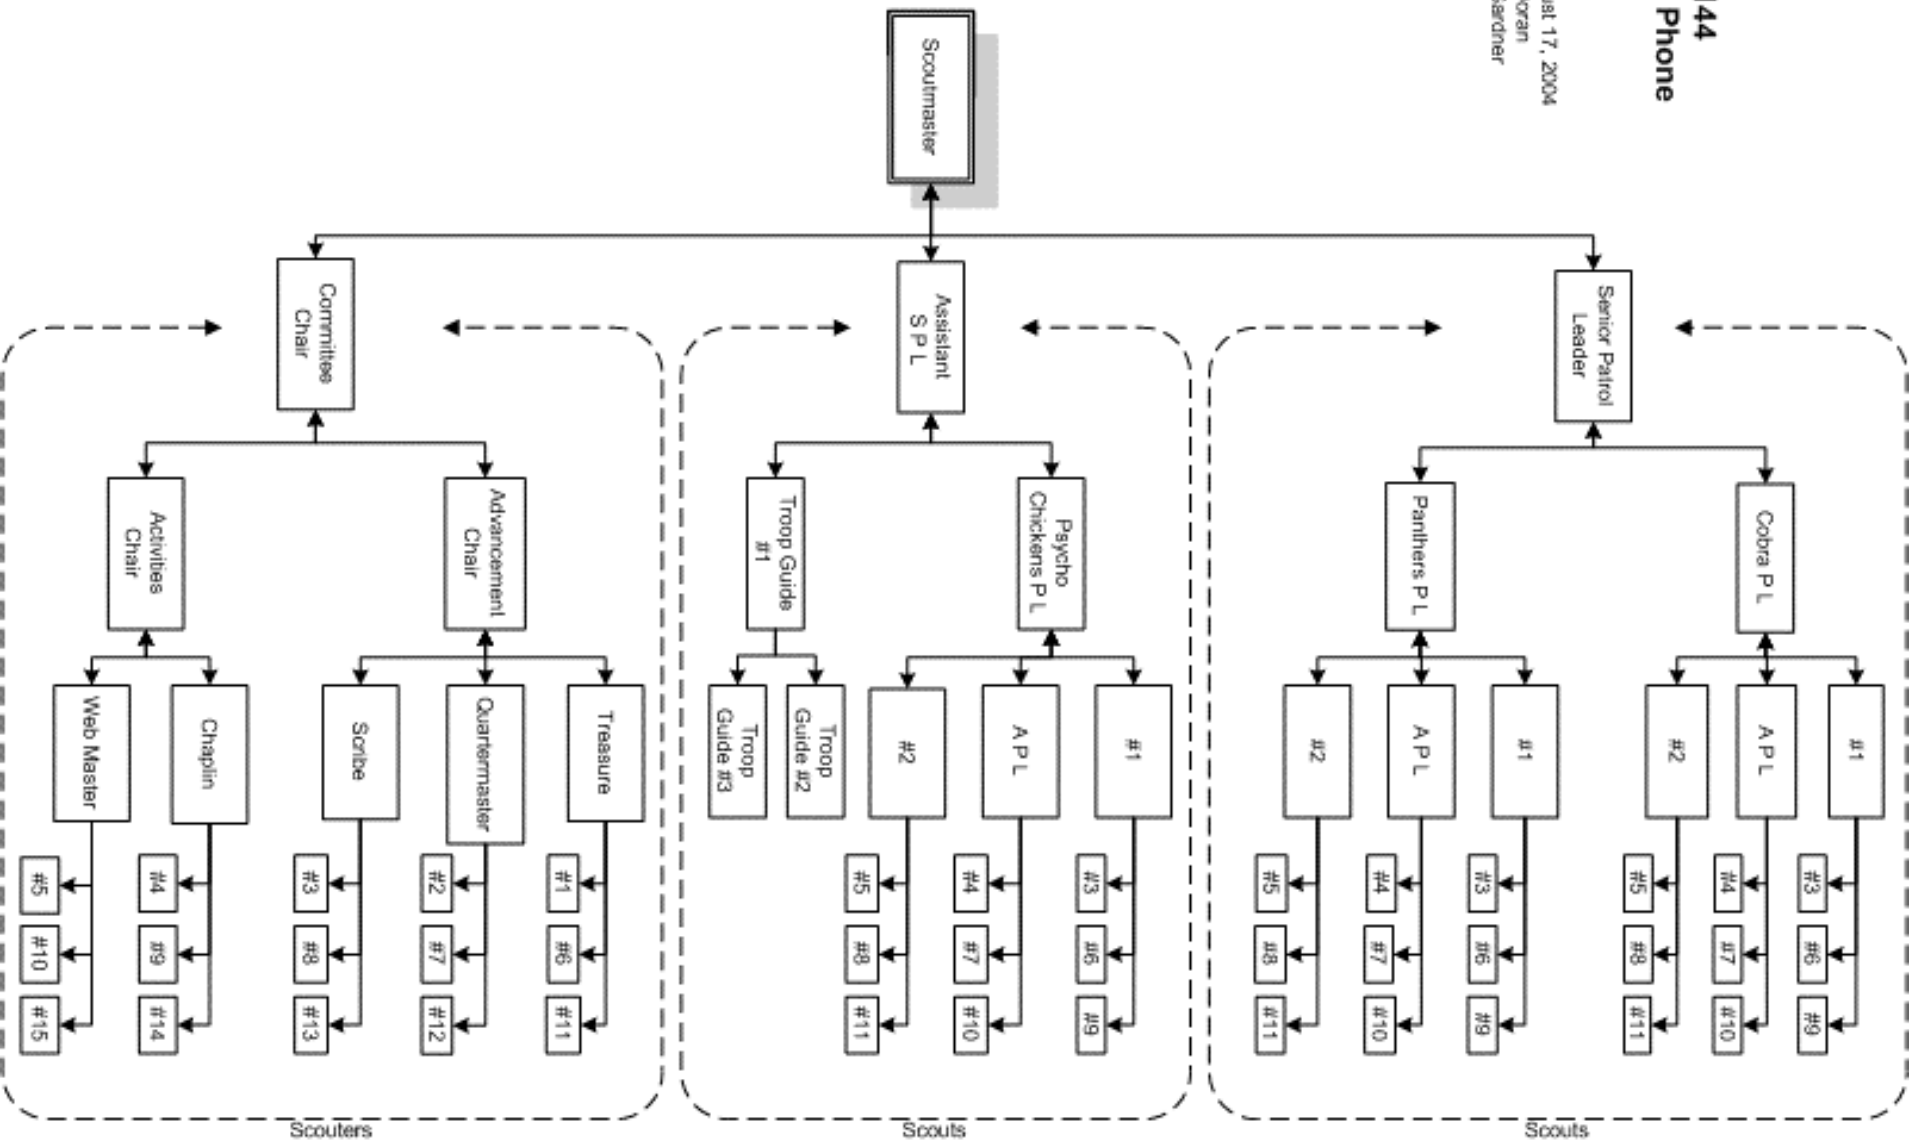 144
Phone
ust 17, 2004
oran
Gardner
Scoutmaster
Senior Patrol
Leader
Assistant
S P L
Committee
Chair
Cobra P L
Panthers P L
Psycho
Chickens P L
Troop Guide
#1
Advancement
Chair
Activities
Chair
#1
A P L
#2
#1
A P L
#2
#1
A P L
#2
Troop
Guide #2
Troop
Guide #3
Treasure
Quartermaster
Scribe
Chaplin
Web Master
#3
#6
#9
#4
#7
#10
#5
#8
#11
#3
#6
#9
#4
#7
#10
#5
#8
#11
#3
#6
#9
#4
#7
#10
#5
#8
#11
#1
#6
#11
#2
#7
#12
#3
#8
#13
#4
#9
#14
#5
#10
#15
Scouters
Scouts
Scouts